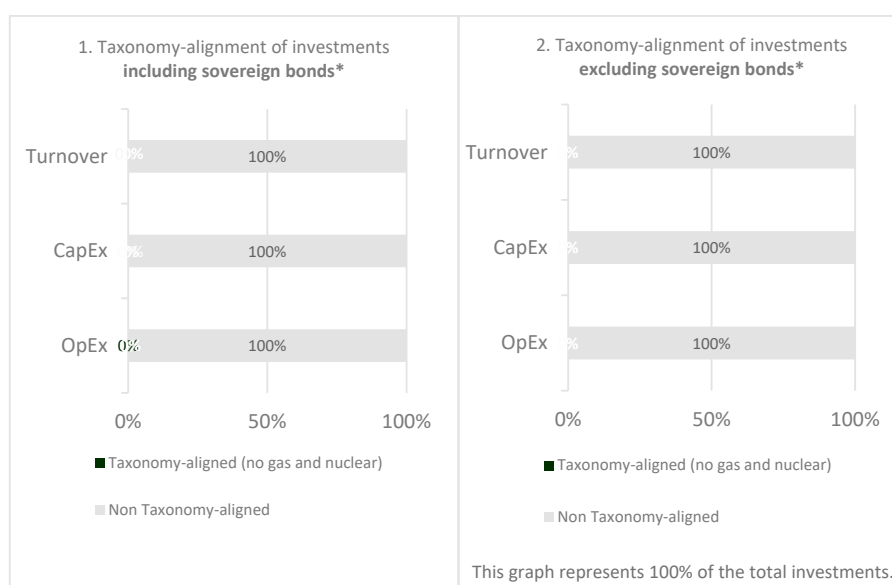 1. Taxonomy-alignment of investments
including sovereign bonds*
Turnover 0% 100%
CapEx 0% 100%
OpEx 0% 100%
0% 50% 100%
Taxonomy-aligned (no gas and nuclear)
Non Taxonomy-aligned
2. Taxonomy-alignment of investments
excluding sovereign bonds*
Turnover % 100%
CapEx % 100%
OpEx % 100%
0% 50% 100%
Taxonomy-aligned (no gas and nuclear)
Non Taxonomy-aligned
This graph represents 100% of the total investments.